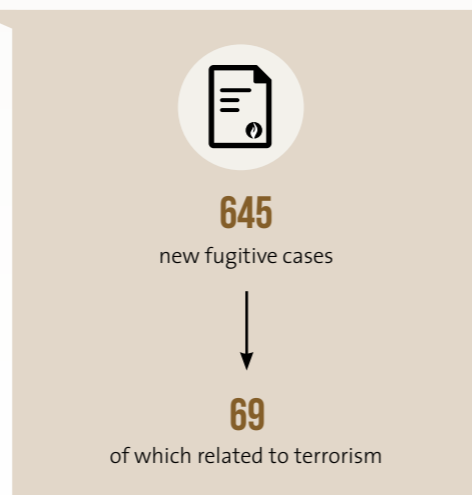 645
new fugitive cases
69
of which related to terrorism